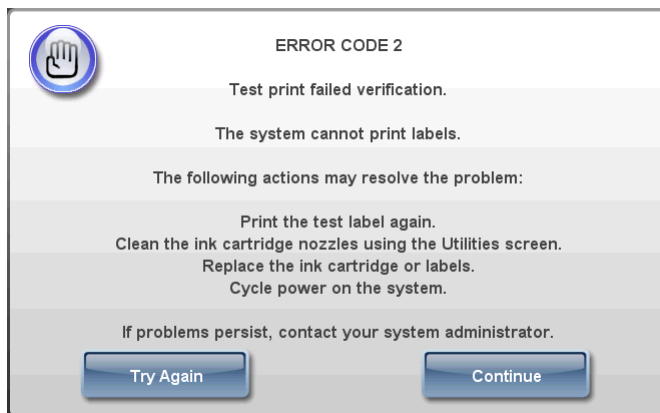 ERROR CODE 2
Test print failed verification.
The system cannot print labels.
The following actions may resolve the problem:
Print the test label again.
Clean the ink cartridge nozzles using the Utilities screen.
Replace the ink cartridge or labels.
Cycle power on the system.
If problems persist, contact your system administrator.
Try Again
Continue